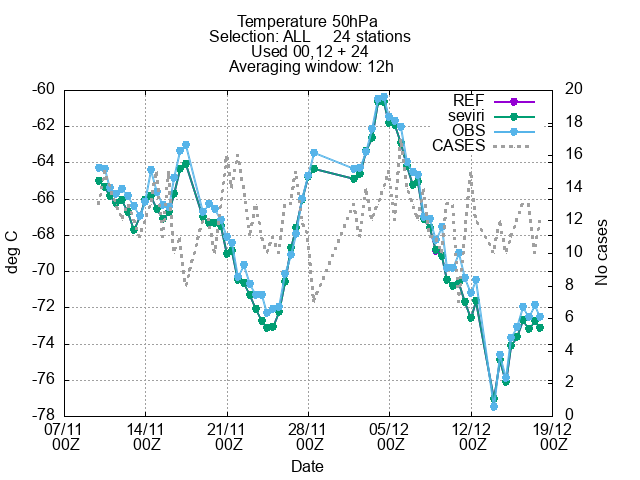 Temperature 50hPa
Selection: ALL     24 stations
Used 00,12 + 24
Averaging window: 12h
REF
seviri
OBS
CASES
-60
-62
-64
-66
-68
-70
-72
-74
-76
-78
deg C
20
18
16
14
12
10
8
6
4
2
0
No cases
07/11 14/11 21/11 28/11 05/12 12/12 19/12
00Z 00Z 00Z 00Z 00Z 00Z 00Z
Date